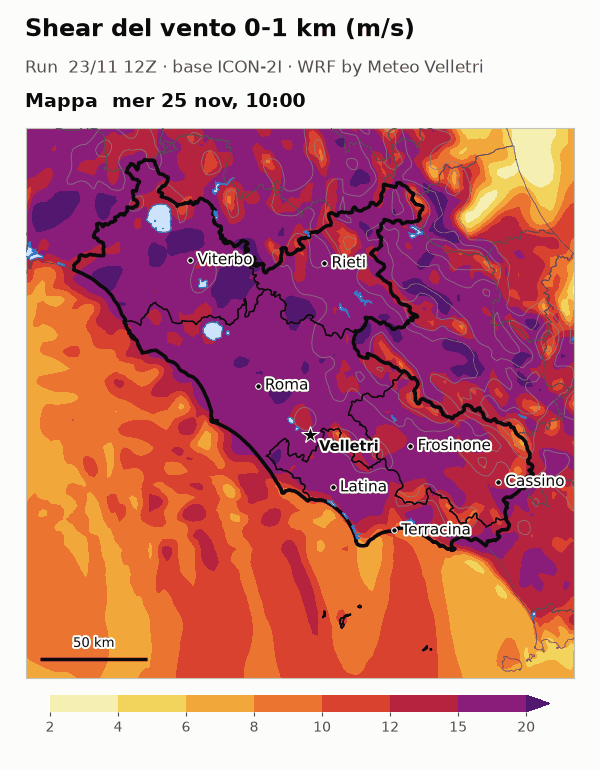 Shear del vento 0-1 km (m/s)
Run  23/11 12Z · base ICON-2I · WRF by Meteo Velletri
Mappa  mer 25 nov, 10:00
Viterbo
Rieti
Roma
Velletri
Frosinone
Cassino
Latina
Terracina
50 km
2 4 6 8 10 12 15 20